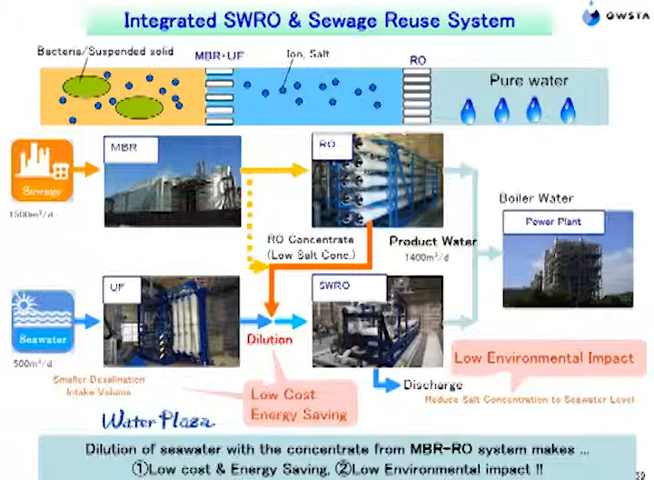 Integrated SWRO & Sewage Reuse System
GWSTA
Bacteria/Suspended solid
MBR・UF
Ion, Salt
RO
Pure water
MBR
RO
Sewage
1500m³/d
Boiler Water
Power Plant
RO Concentrate
(Low Salt Conc.)
Product Water
1400m³/d
UF
SWRO
Seawater
500m³/d
Dilution
Low Environmental Impact
Smaller Desalination
Intake Volume
Low Cost
Energy Saving
Discharge
Reduce Salt Concentration to Seawater Level
Water Plaza
Dilution of seawater with the concentrate from MBR-RO system makes ...
①Low cost & Energy Saving, ②Low Environmental impact !!